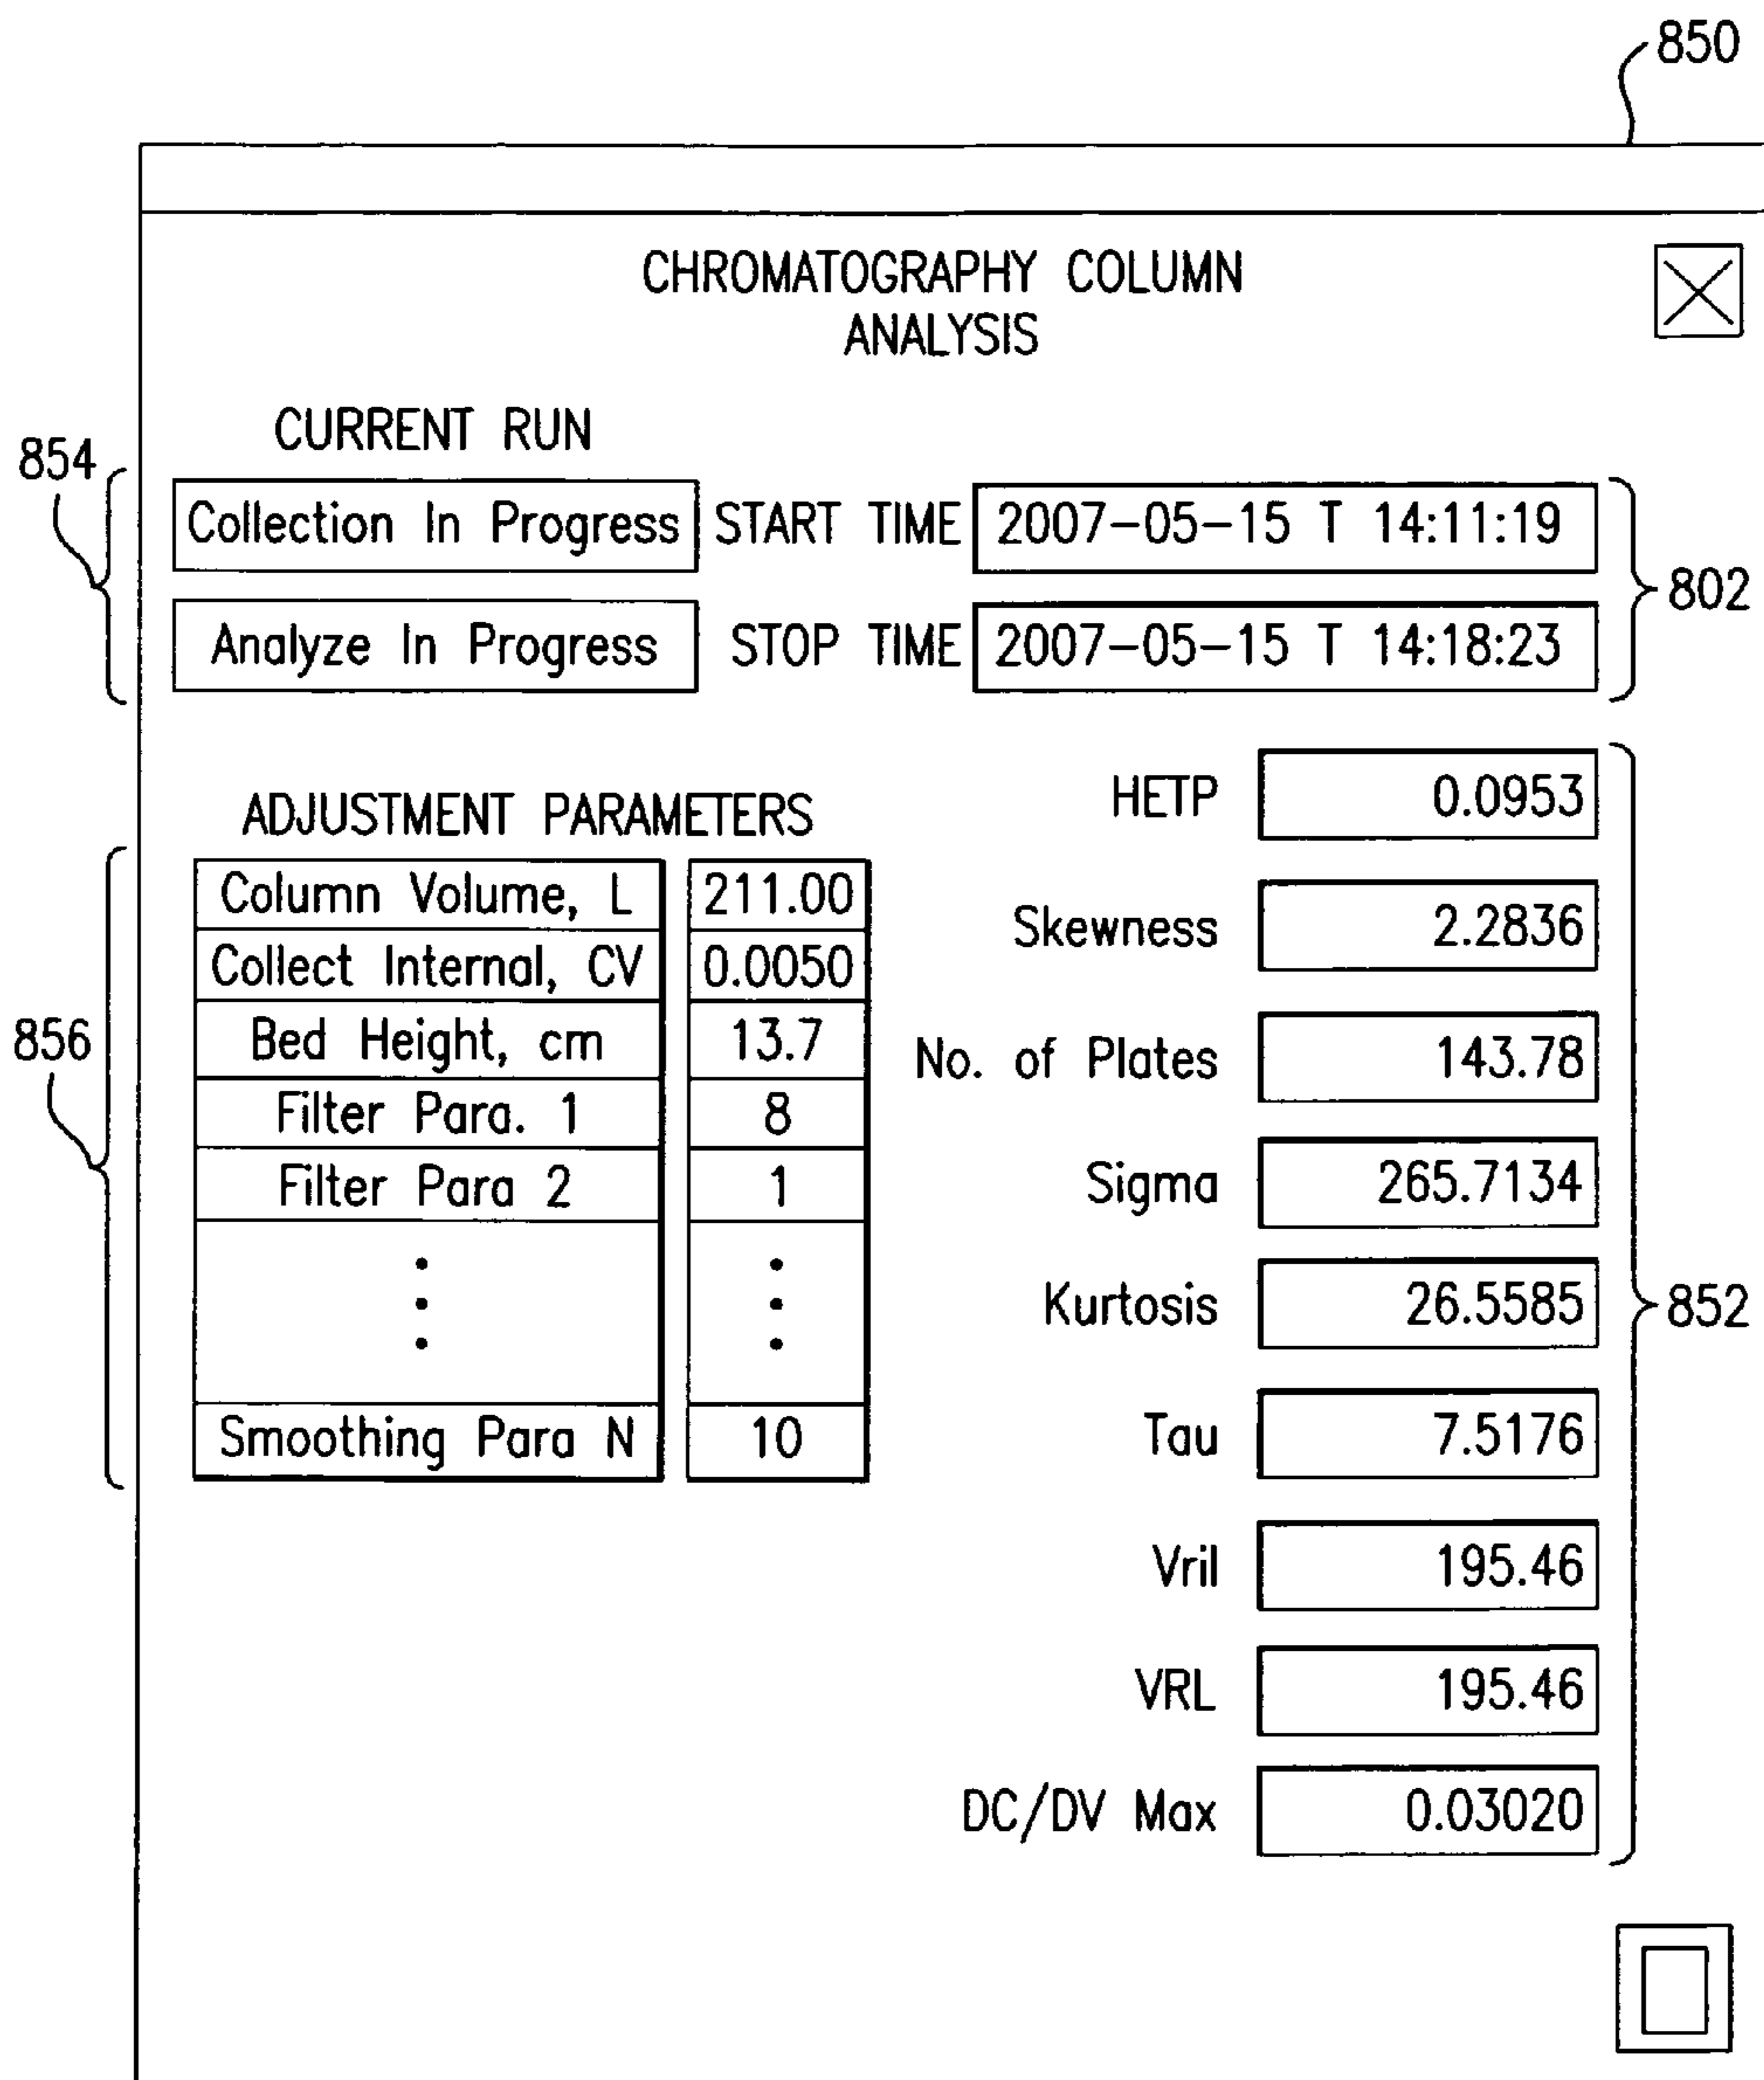 850
CHROMATOGRAPHY COLUMN
ANALYSIS
CURRENT RUN
854
Collection In Progress START TIME 2007-05-15 T 14:11:19
802
Analyze In Progress STOP TIME 2007-05-15 T 14:18:23
ADJUSTMENT PARAMETERS
856
Column Volume, L 211.00
Collect Internal, CV 0.0050
Bed Height, cm 13.7
Filter Para. 1 8
Filter Para 2 1
Smoothing Para N 10
HETP 0.0953
Skewness 2.2836
No. of Plates 143.78
Sigma 265.7134
Kurtosis 26.5585
852
Tau 7.5176
Vril 195.46
VRL 195.46
DC/DV Max 0.03020